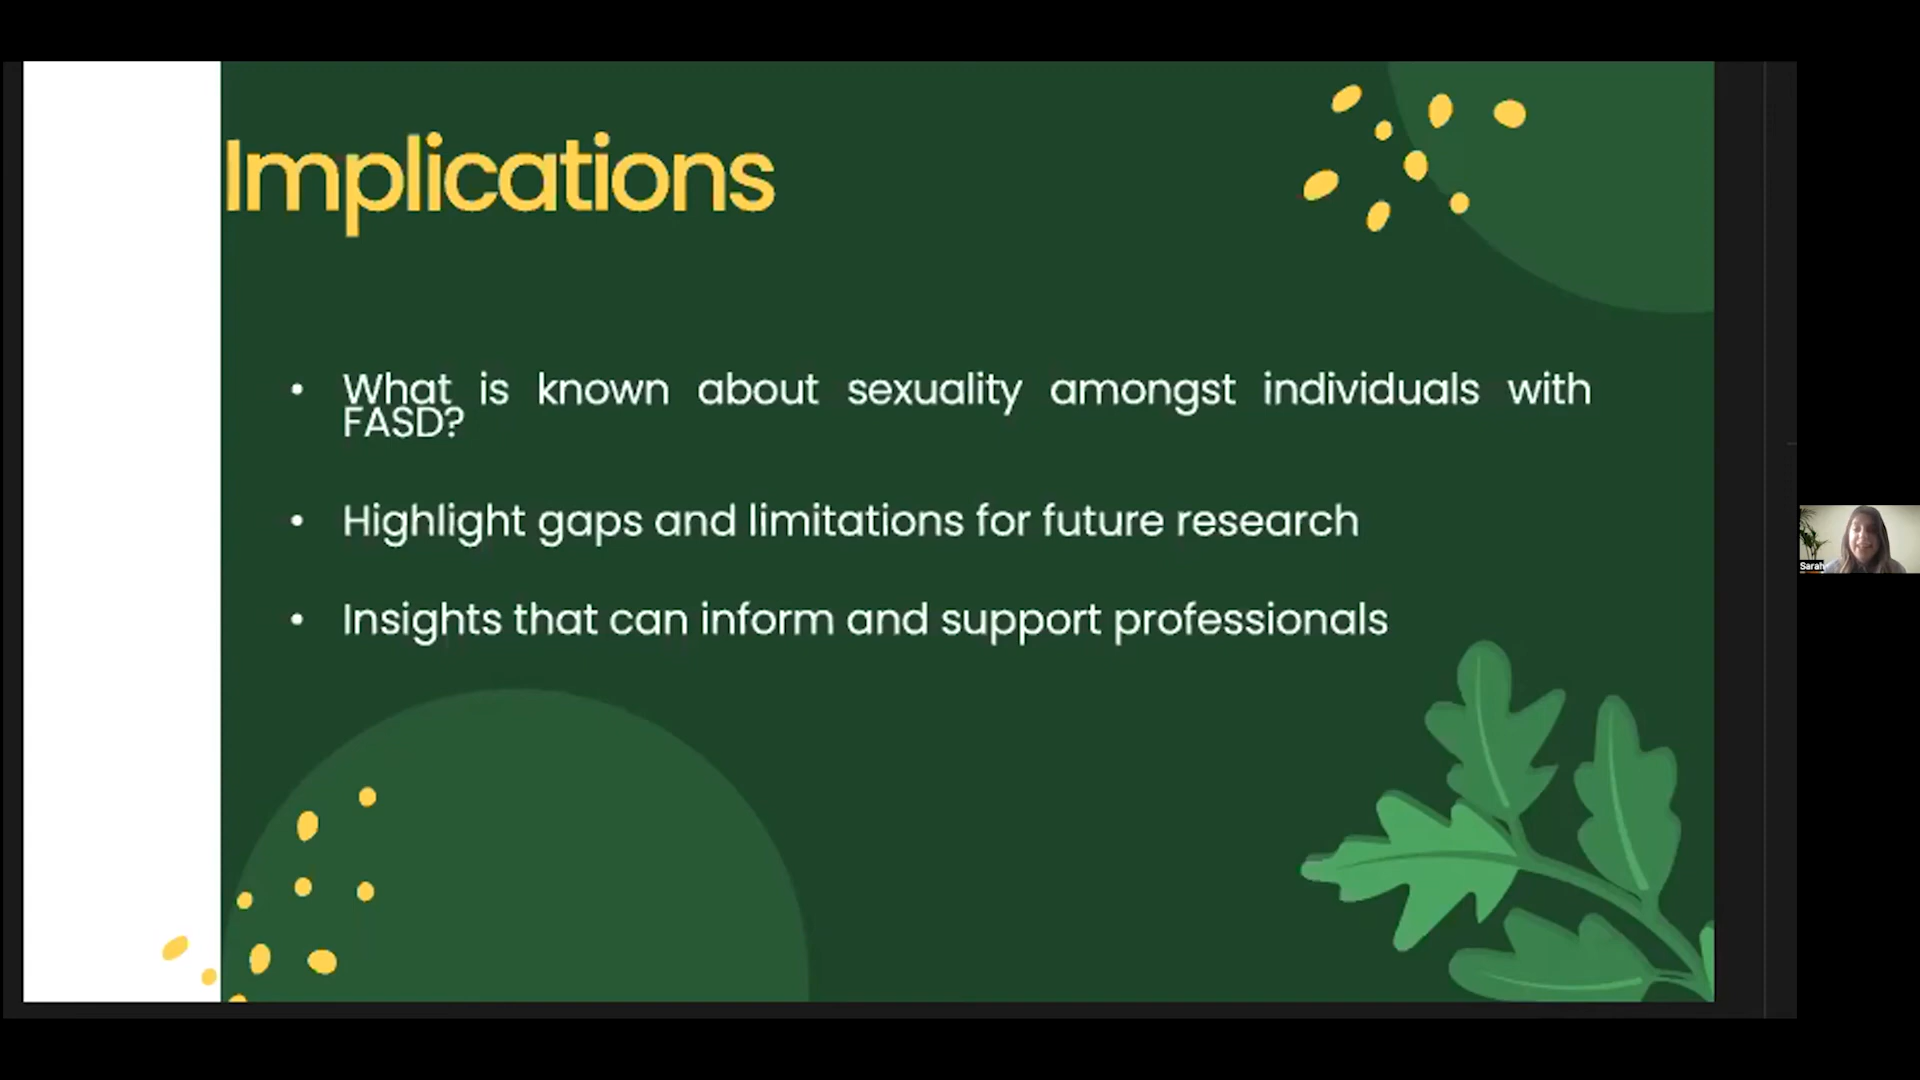 Implications
• What is known about sexuality amongst individuals with
FASD?
• Highlight gaps and limitations for future research
• Insights that can inform and support professionals
Sarah